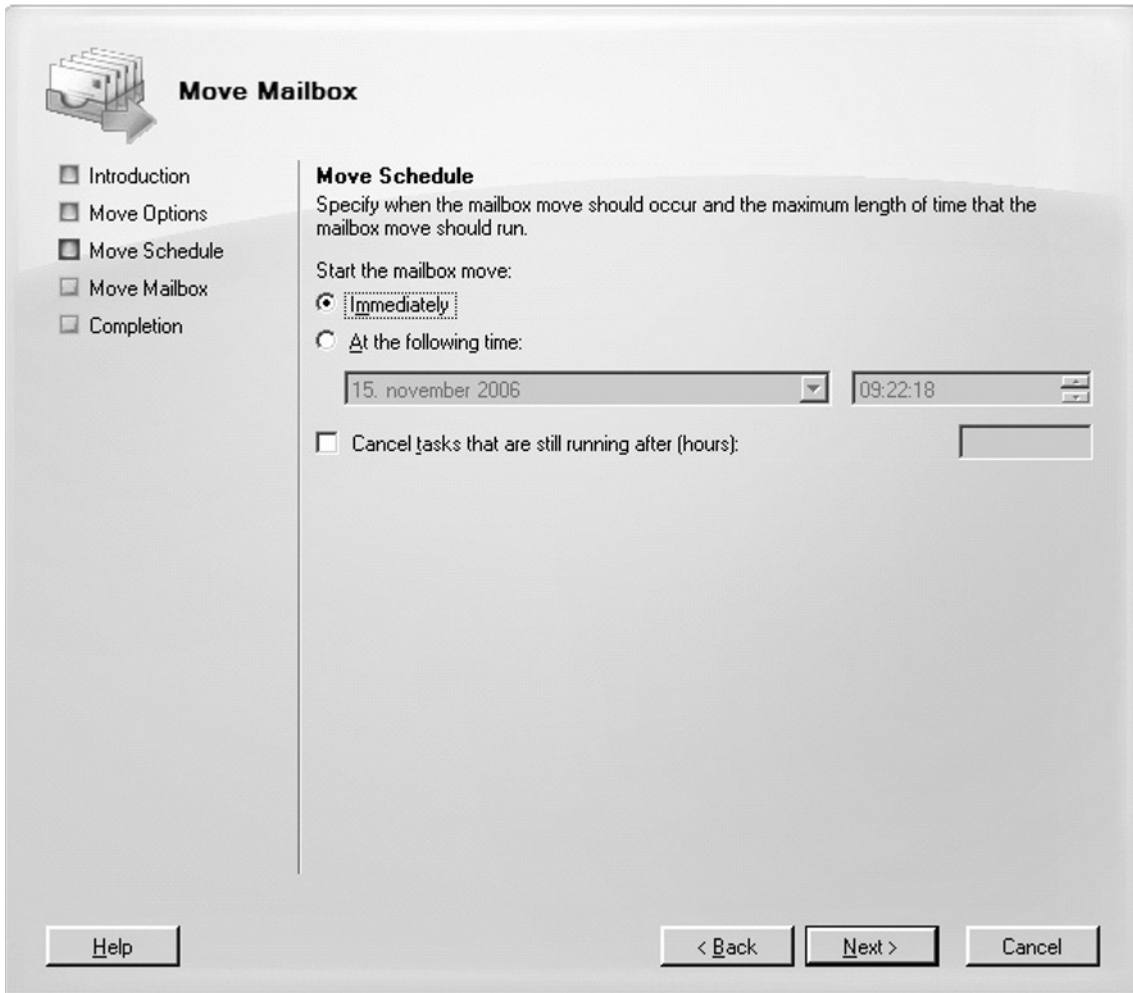 Move Mailbox
Introduction
Move Options
Move Schedule
Move Mailbox
Completion
Move Schedule
Specify when the mailbox move should occur and the maximum length of time that the
mailbox move should run.
Start the mailbox move:
Immediately
At the following time:
15. november 2006
09:22:18
Cancel tasks that are still running after (hours):
Help
< Back
Next >
Cancel